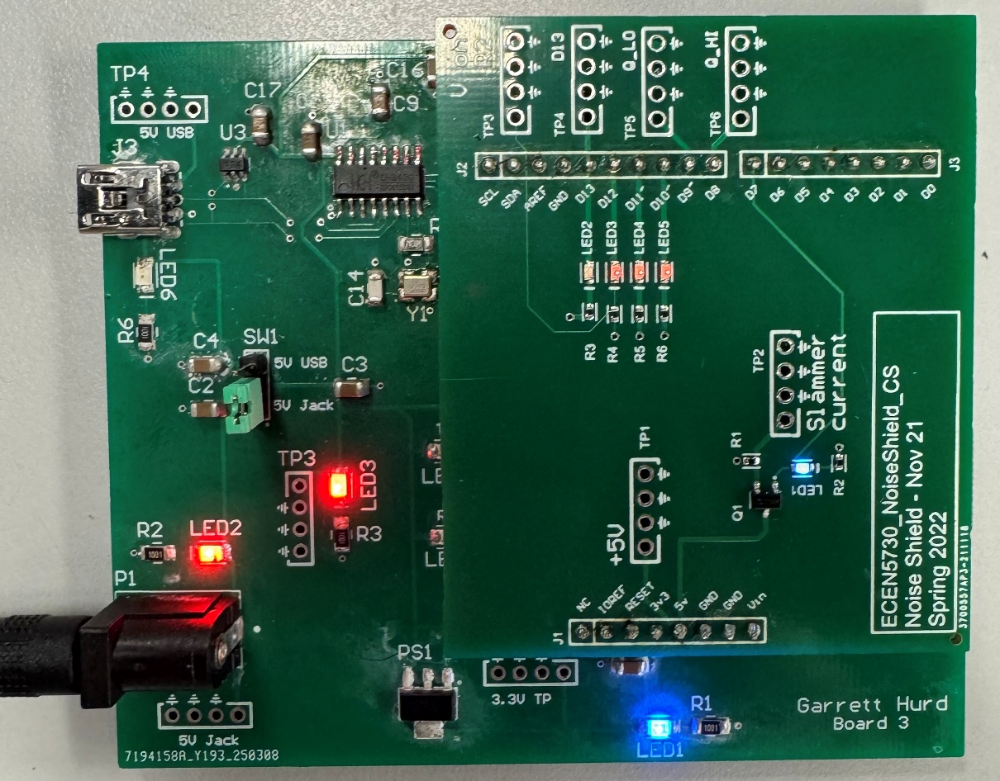 TP4
5V USB
J3
C17
U3
C16
C9
LED6
R6
C14
Y1
C4
C2
SW1
5V USB
5V Jack
C3
TP3
LED3
R3
R2
LED2
1001
1001
1001
P1
PS1
5V Jack
7194158A_Y193_250308
3.3V TP
R1
1001
LED1
Garrett Hurd
Board 3
TP3
D13
TP4
Q_LO
TP5
Q_HI
TP6
J2
SCL
SDA
AREF
GND
D13
D12
D11~
D10~
D9~
D8
D7
D6
D5
D4
D3
D2
D1
D0
J3
LED2
LED3
LED4
LED5
R3
R4
R5
R6
TP2
Slammer
current
R1
Q1
LED1
R2
TP1
+5V
J1
NC
IOREF
RESET
3v3
5v
GND
GND
Vin
ECEN5730_NoiseShield_CS
Noise Shield - Nov 21
Spring 2022